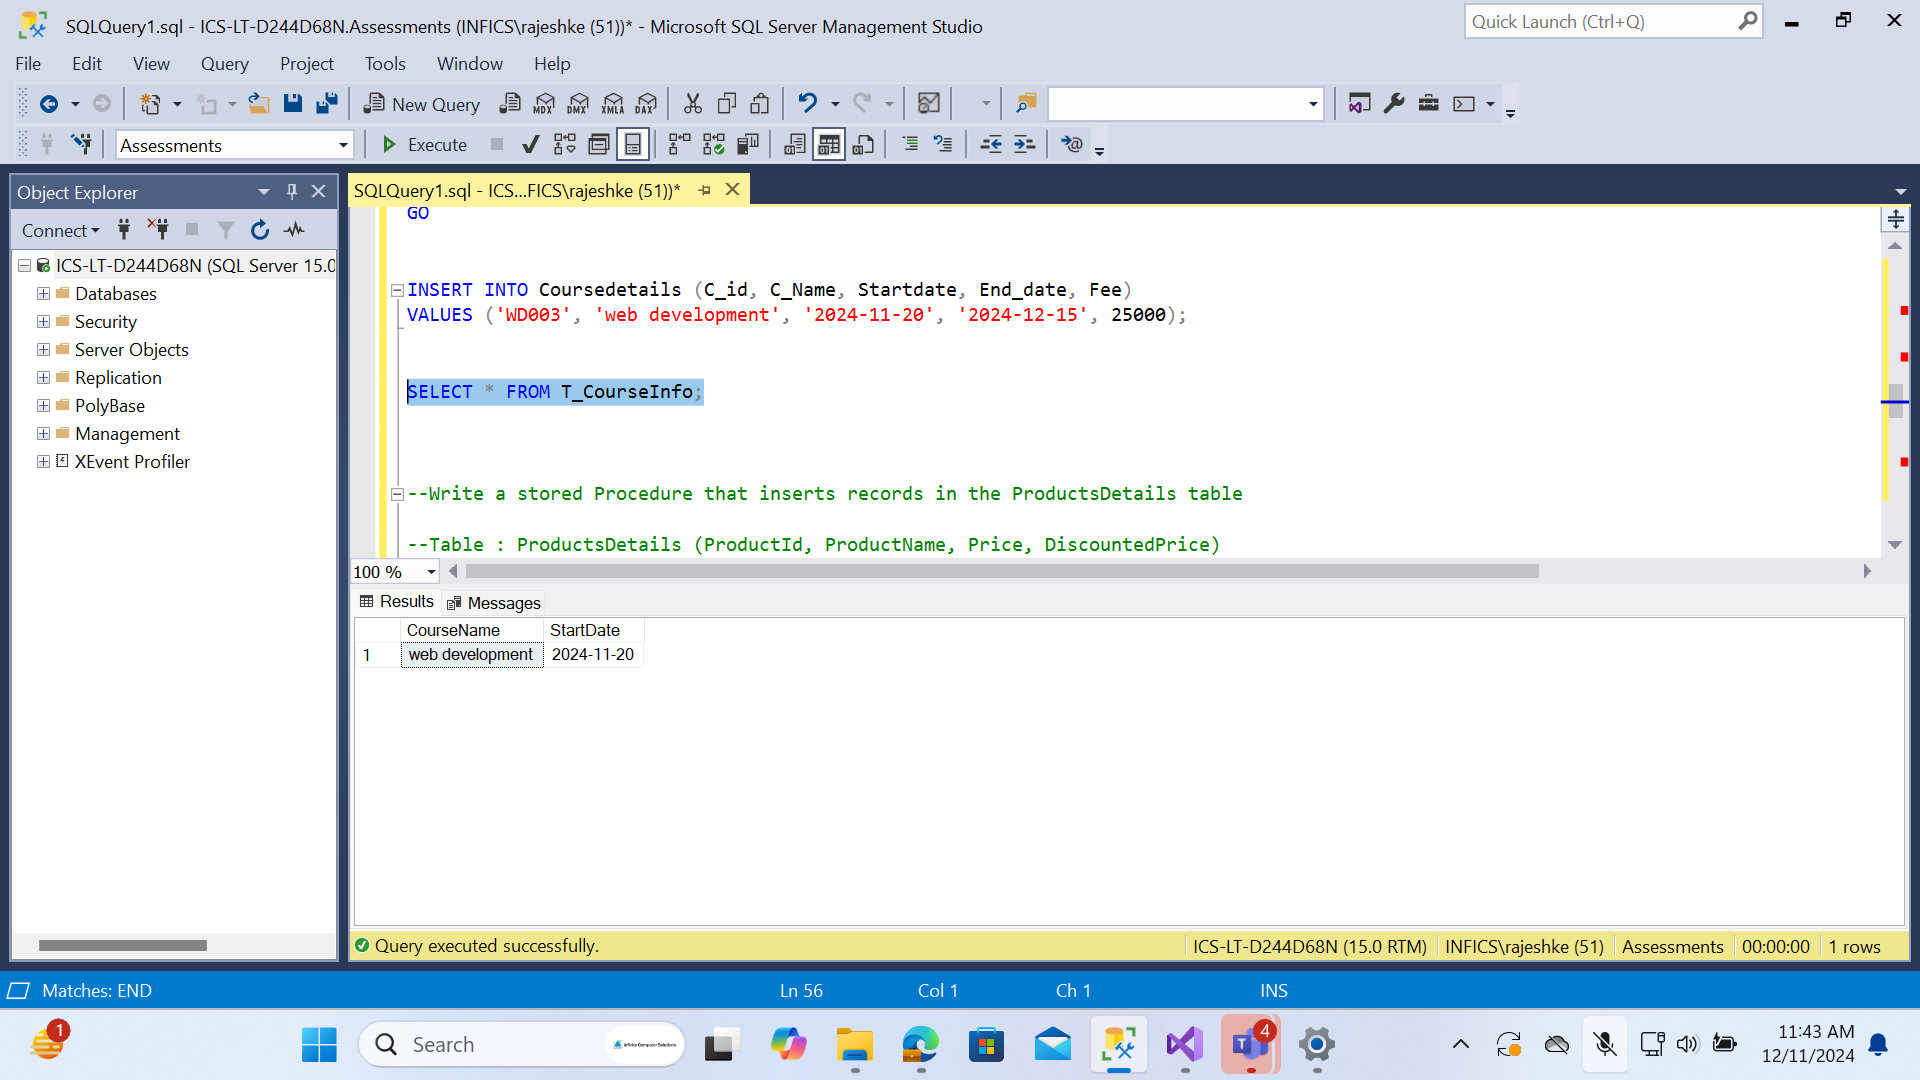 SQLQuery1.sql - ICS-LT-D244D68N.Assessments (INFICS\rajeshke (51))* - Microsoft SQL Server Management Studio
Quick Launch (Ctrl+Q)
File Edit View Query Project Tools Window Help
New Query MDX DMX XMLA DAX
Assessments Execute
Object Explorer
SQLQuery1.sql - ICS...FICS\rajeshke (51))*
Connect
ICS-LT-D244D68N (SQL Server 15.0
Databases
Security
Server Objects
Replication
PolyBase
Management
XEvent Profiler
GO
INSERT INTO Coursedetails (C_id, C_Name, Startdate, End_date, Fee)
VALUES ('WD003', 'web development', '2024-11-20', '2024-12-15', 25000);
SELECT * FROM T_CourseInfo;
--Write a stored Procedure that inserts records in the ProductsDetails table
--Table : ProductsDetails (ProductId, ProductName, Price, DiscountedPrice)
100 %
Results Messages
CourseName StartDate
1 web development 2024-11-20
Query executed successfully. ICS-LT-D244D68N (15.0 RTM) INFICS\rajeshke (51) Assessments 00:00:00 1 rows
Matches: END Ln 56 Col 1 Ch 1 INS
1
Search
Infinite Computer Solutions
4
11:43 AM
12/11/2024